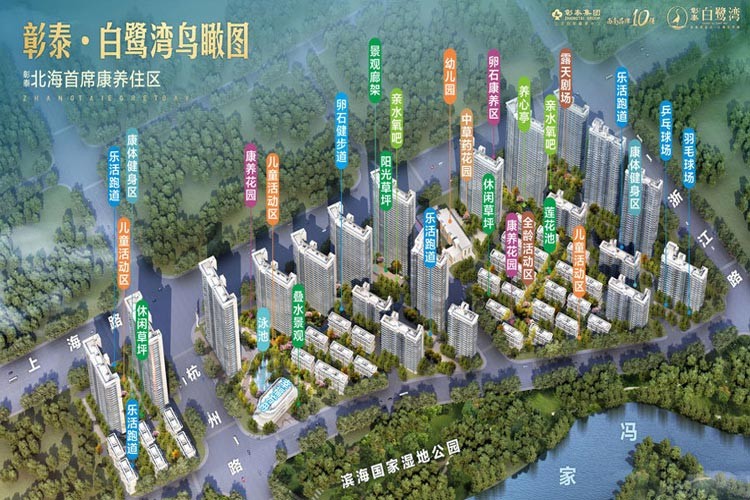 彰泰·白鹭湾鸟瞰图
彰泰北海首席康养住区
ZHANGTAIEGRETBAY
彰泰集团
ZHANGTAI GROUP
10强
彰泰 白鹭湾
景观廊架
亲水氧吧
幼儿园
卵石康养区
养心亭
露天剧场
乐活跑道
乒乓球场
羽毛球场
康体健身区
乐活跑道
康养花园
儿童活动区
卵石健步道
阳光草坪
中草药花园
休闲草坪
亲水氧吧
康体健身区
儿童活动区
休闲草坪
乐活跑道
康养花园
全龄活动区
莲花池
儿童活动区
泳池
叠水景观
乐活跑道
浙江路
上海路
杭州路
滨海国家湿地公园
冯家